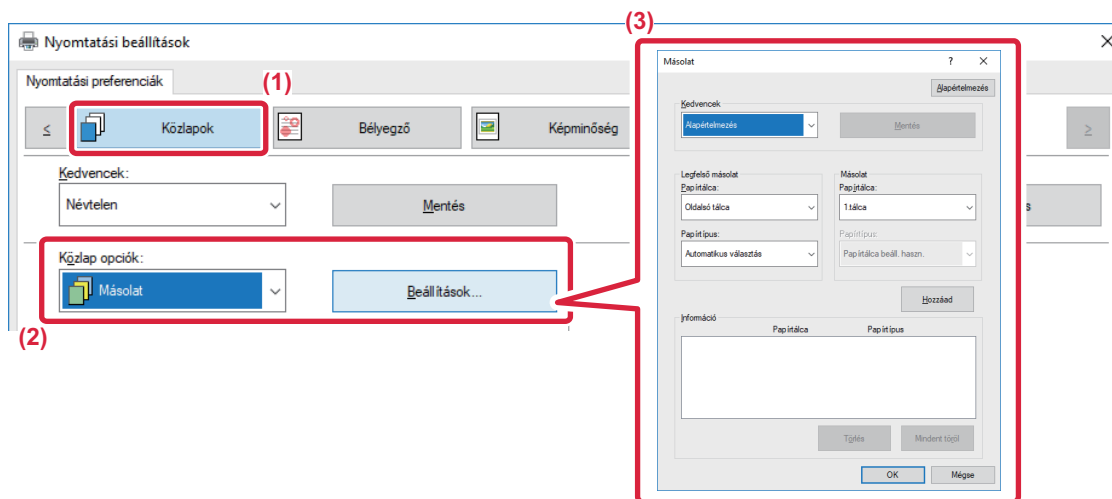 (3)
Nyomtatási beállítások
Nyomtatási preferenciák
(1)
<
Közlapok
Bélyegző
Képminőség
>
Kedvencek:
Névtelen
Mentés
s
Közlap opciók:
Másolat
Beállítások...
(2)
Másolat
?
Alapértelmezés
Kedvencek
Alapértelmezés
Mentés
Legfelső másolat
Papírtálca:
Oldalsó tálca
Papírtípus:
Automatikus választás
Másolat
Papírtálca:
1.tálca
Papírtípus:
Papírtálca beáll. haszn.
Hozzáad
Információ
Papírtálca Papírtípus
Törlés Mindent töröl
OK Mégse